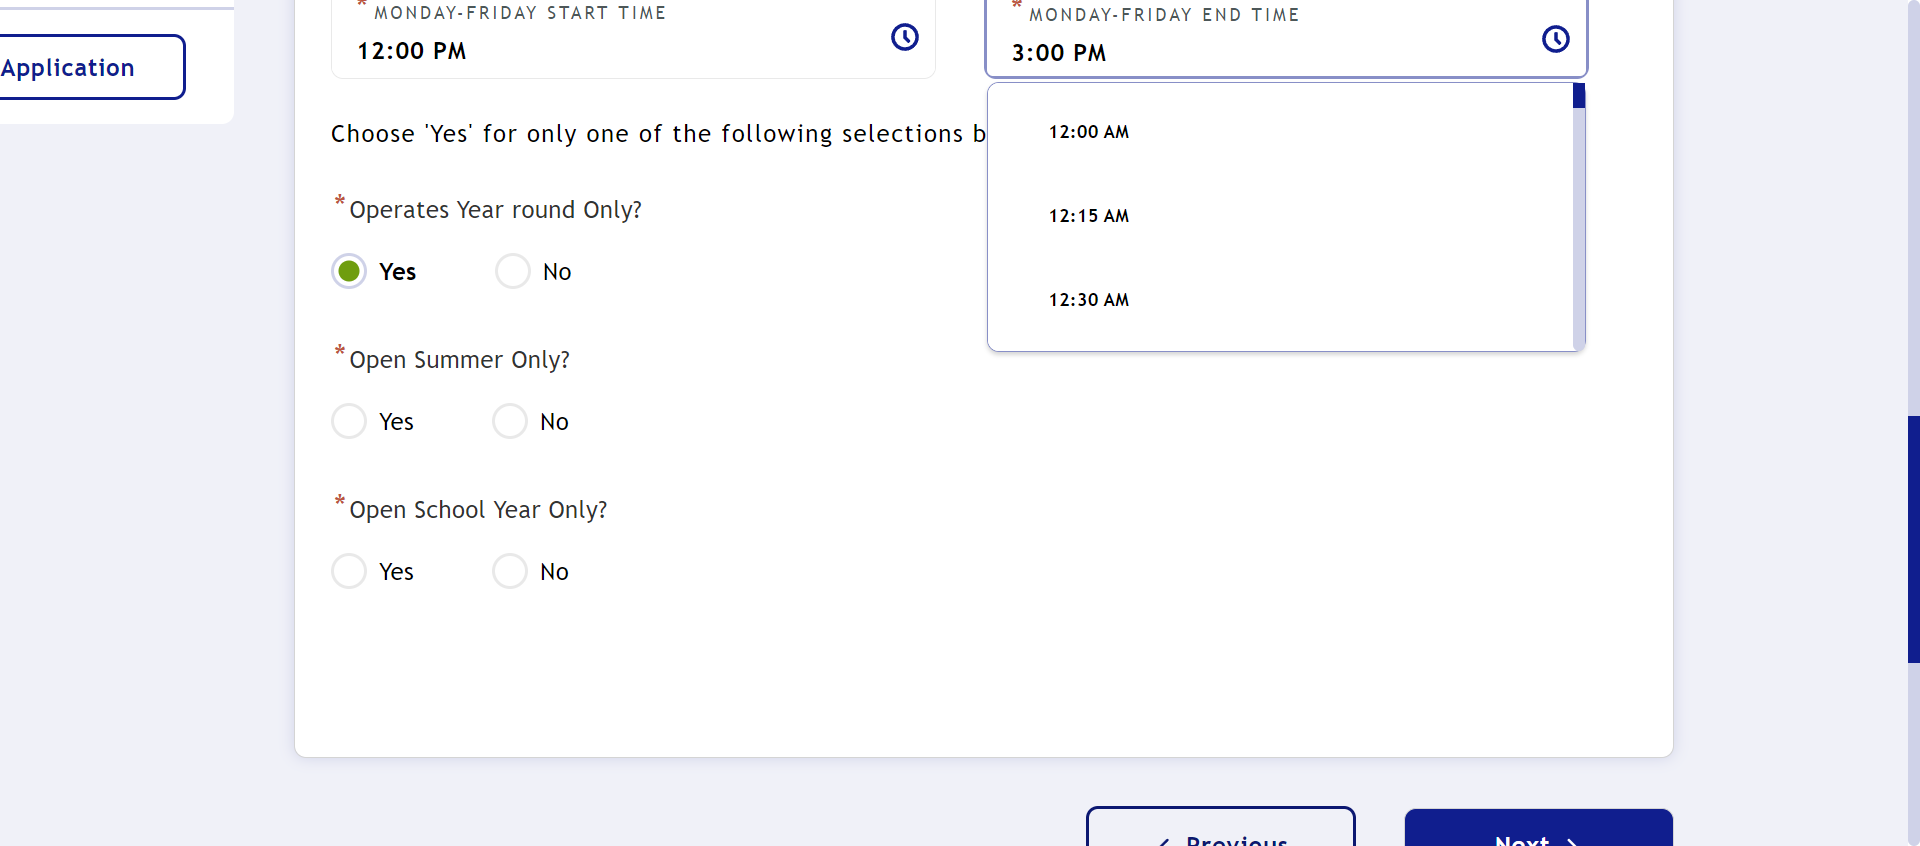 Application
* MONDAY-FRIDAY START TIME
12:00 PM
* MONDAY-FRIDAY END TIME
3:00 PM
Choose 'Yes' for only one of the following selections b
12:00 AM
12:15 AM
12:30 AM
* Operates Year round Only?
Yes No
* Open Summer Only?
Yes No
* Open School Year Only?
Yes No
Previous
Next